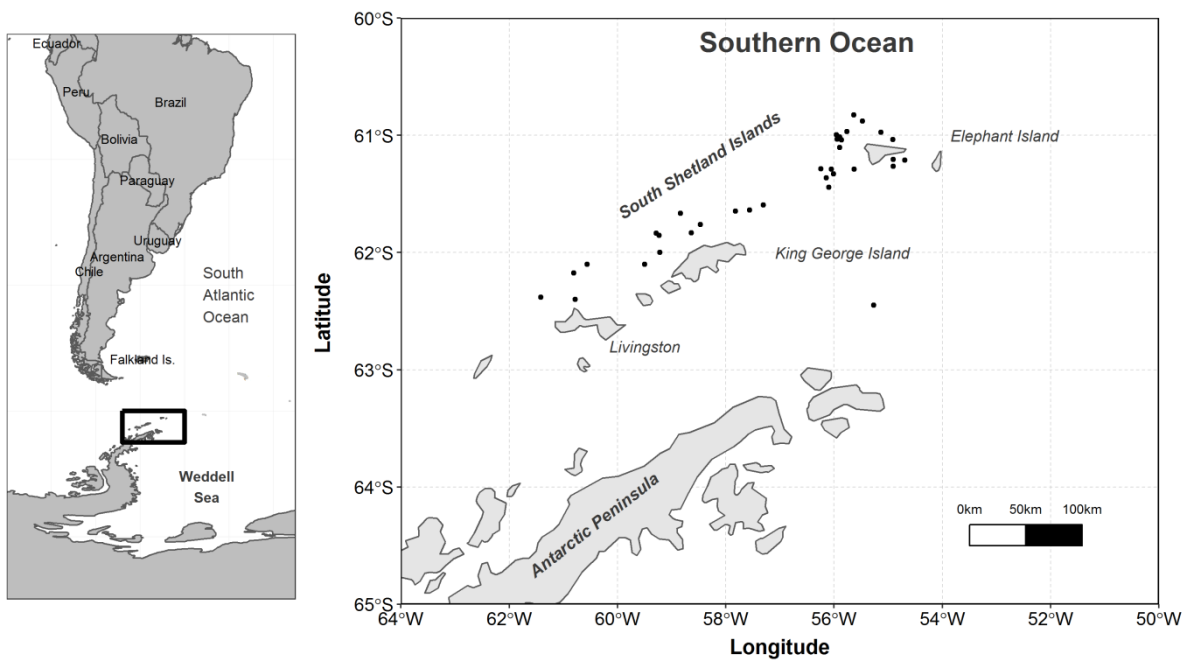 Ecuador
Peru
Brazil
Bolivia
Paraguay
Uruguay
Argentina
Chile
South
Atlantic
Ocean
Falkland Is.
Weddell
Sea
Southern Ocean
South Shetland Islands
Elephant Island
King George Island
Livingston
Antarctic Peninsula
0km 50km 100km
Latitude
60°S
61°S
62°S
63°S
64°S
65°S
64°W 62°W 60°W 58°W 56°W 54°W 52°W 50°W
Longitude